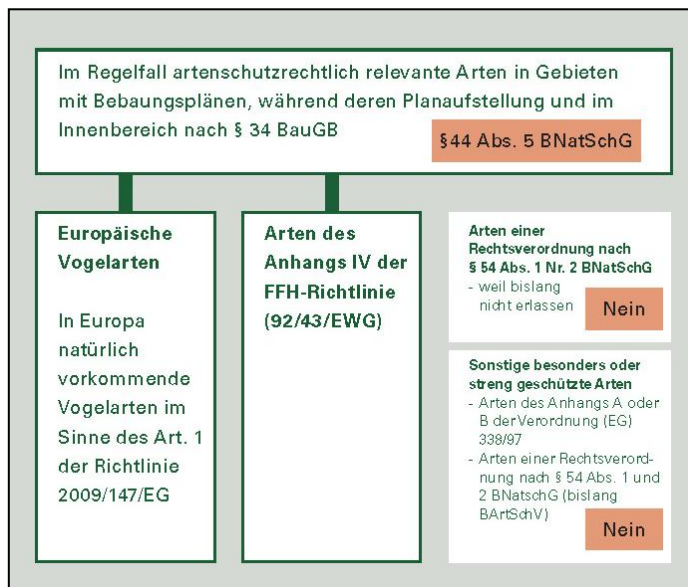 Im Regelfall artenschutzrechtlich relevante Arten in Gebieten
mit Bebaungsplänen, während deren Planaufstellung und im
Innenbereich nach § 34 BauGB
§44 Abs. 5 BNatSchG
Europäische
Vogelarten
In Europa
natürlich
vorkommende
Vogelarten im
Sinne des Art. 1
der Richtlinie
2009/147/EG
Arten des
Anhangs IV der
FFH-Richtlinie
(92/43/EWG)
Arten einer
Rechtsverordnung nach
§ 54 Abs. 1 Nr. 2 BNatSchG
- weil bislang
nicht erlassen
Nein
Sonstige besonders oder
streng geschützte Arten
- Arten des Anhangs A oder
B der Verordnung (EG)
338/97
- Arten einer Rechtsverord-
nung nach § 54 Abs. 1 und
2 BNatschG (bislang
BArtSchV)
Nein